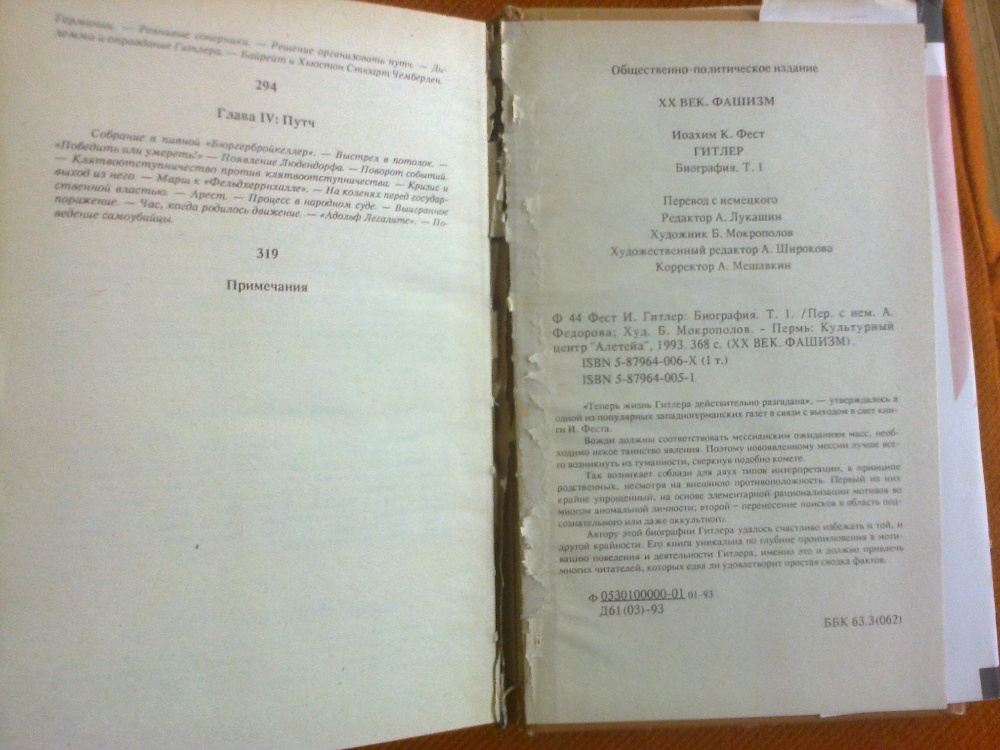 Германии. — Ревнивые соперники. — Решение организовать путч. — Ди-
лемма и оправдание Гитлера. — Байрейт и Хьюстон Стюарт Чемберлен.
294
Глава IV: Путч
Собрание в пивной «Бюргербройкеллер». — Выстрел в потолок. —
«Победить или умереть!» — Появление Людендорфа. — Поворот событий.
— Клятвоотступничество против клятвоотступничества. — Кризис и
выход из него. — Марш к «Фельдхеррнхалле». — На коленях перед государ-
ственной властью. — Арест. — Процесс в народном суде. — Выигранное
поражение. — Час, когда родилось движение. — «Адольф Легалите». — По-
ведение самоубийцы.
319
Примечания
Общественно-политическое издание
XX ВЕК. ФАШИЗМ
Иоахим К. Фест
ГИТЛЕР
Биография. Т. 1
Перевод с немецкого
Редактор А. Лукашин
Художник Б. Мокрополов
Художественный редактор А. Широкова
Корректор А. Мешавкин
Ф 44 Фест И. Гитлер: Биография. Т. 1. /Пер. с нем. А.
Федорова; Худ. Б. Мокрополов. - Пермь: Культурный
центр "Алетейа", 1993. 368 с. (XX ВЕК. ФАШИЗМ).
ISBN 5-87964-006-X (1 т.)
ISBN 5-87964-005-1
«Теперь жизнь Гитлера действительно разгадана», — утверждалось в
одной из популярных западногерманских газет в связи с выходом в свет кни-
ги И. Феста.
Вожди должны соответствовать мессианским ожиданиям масс, необ-
ходимо некое таинство явления. Поэтому новоявленному мессии лучше все-
го возникнуть из туманности, сверкнув подобно комете.
Так возникает соблазн для двух типов интерпретации, в принципе
родственных, несмотря на внешнюю противоположность. Первый из них
крайне упрощенный, на основе элементарной рационализации мотивов во
многом аномальной личности; второй – перенесение поисков в область под-
сознательного или даже оккультного.
Автору этой биографии Гитлера удалось счастливо избежать и той, и
другой крайности. Его книга уникальна по глубине проникновения в моти-
вацию поведения и деятельности Гитлера, именно это и должно привлечь
многих читателей, которых едва ли удовлетворит простая сводка фактов.
Ф 0530100000-01 01-93
Д61(03)-93
ББК 63.3(062)